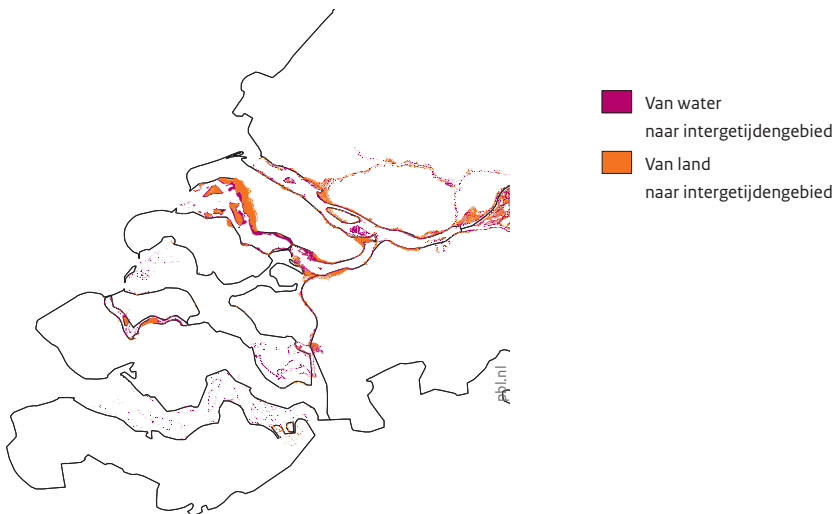 Van water
naar intergetijdengebied
Van land
naar intergetijdengebied
pbl.nl